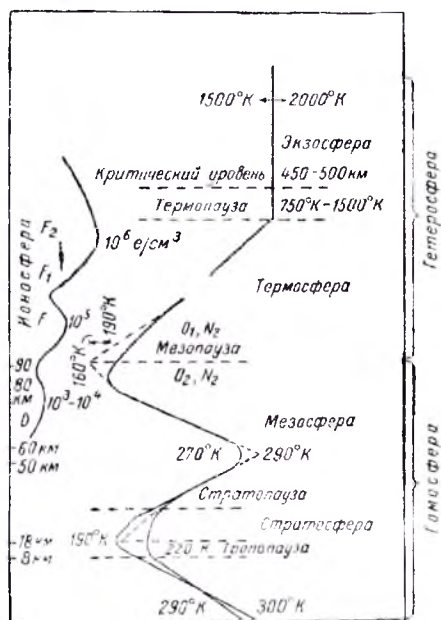 1500°K 2000°K
Экзосфера
Критический уровень 450-500км
Термопауза 750°K-1500°K
Гетеросфера
Ионосфера
F₂
10⁶ е/см³
F₁
Термосфера
F
10⁵
190°K
160°K
O₁, N₂
Мезопауза
O₂, N₂
90
80
км
D
10³-10⁴
Мезосфера
60 км
50 км
270°K 290°K
Стратопауза
Стратосфера
18 км
190°K
220 К Тропопауза
8 км
290°K 300°K
Гомосфера